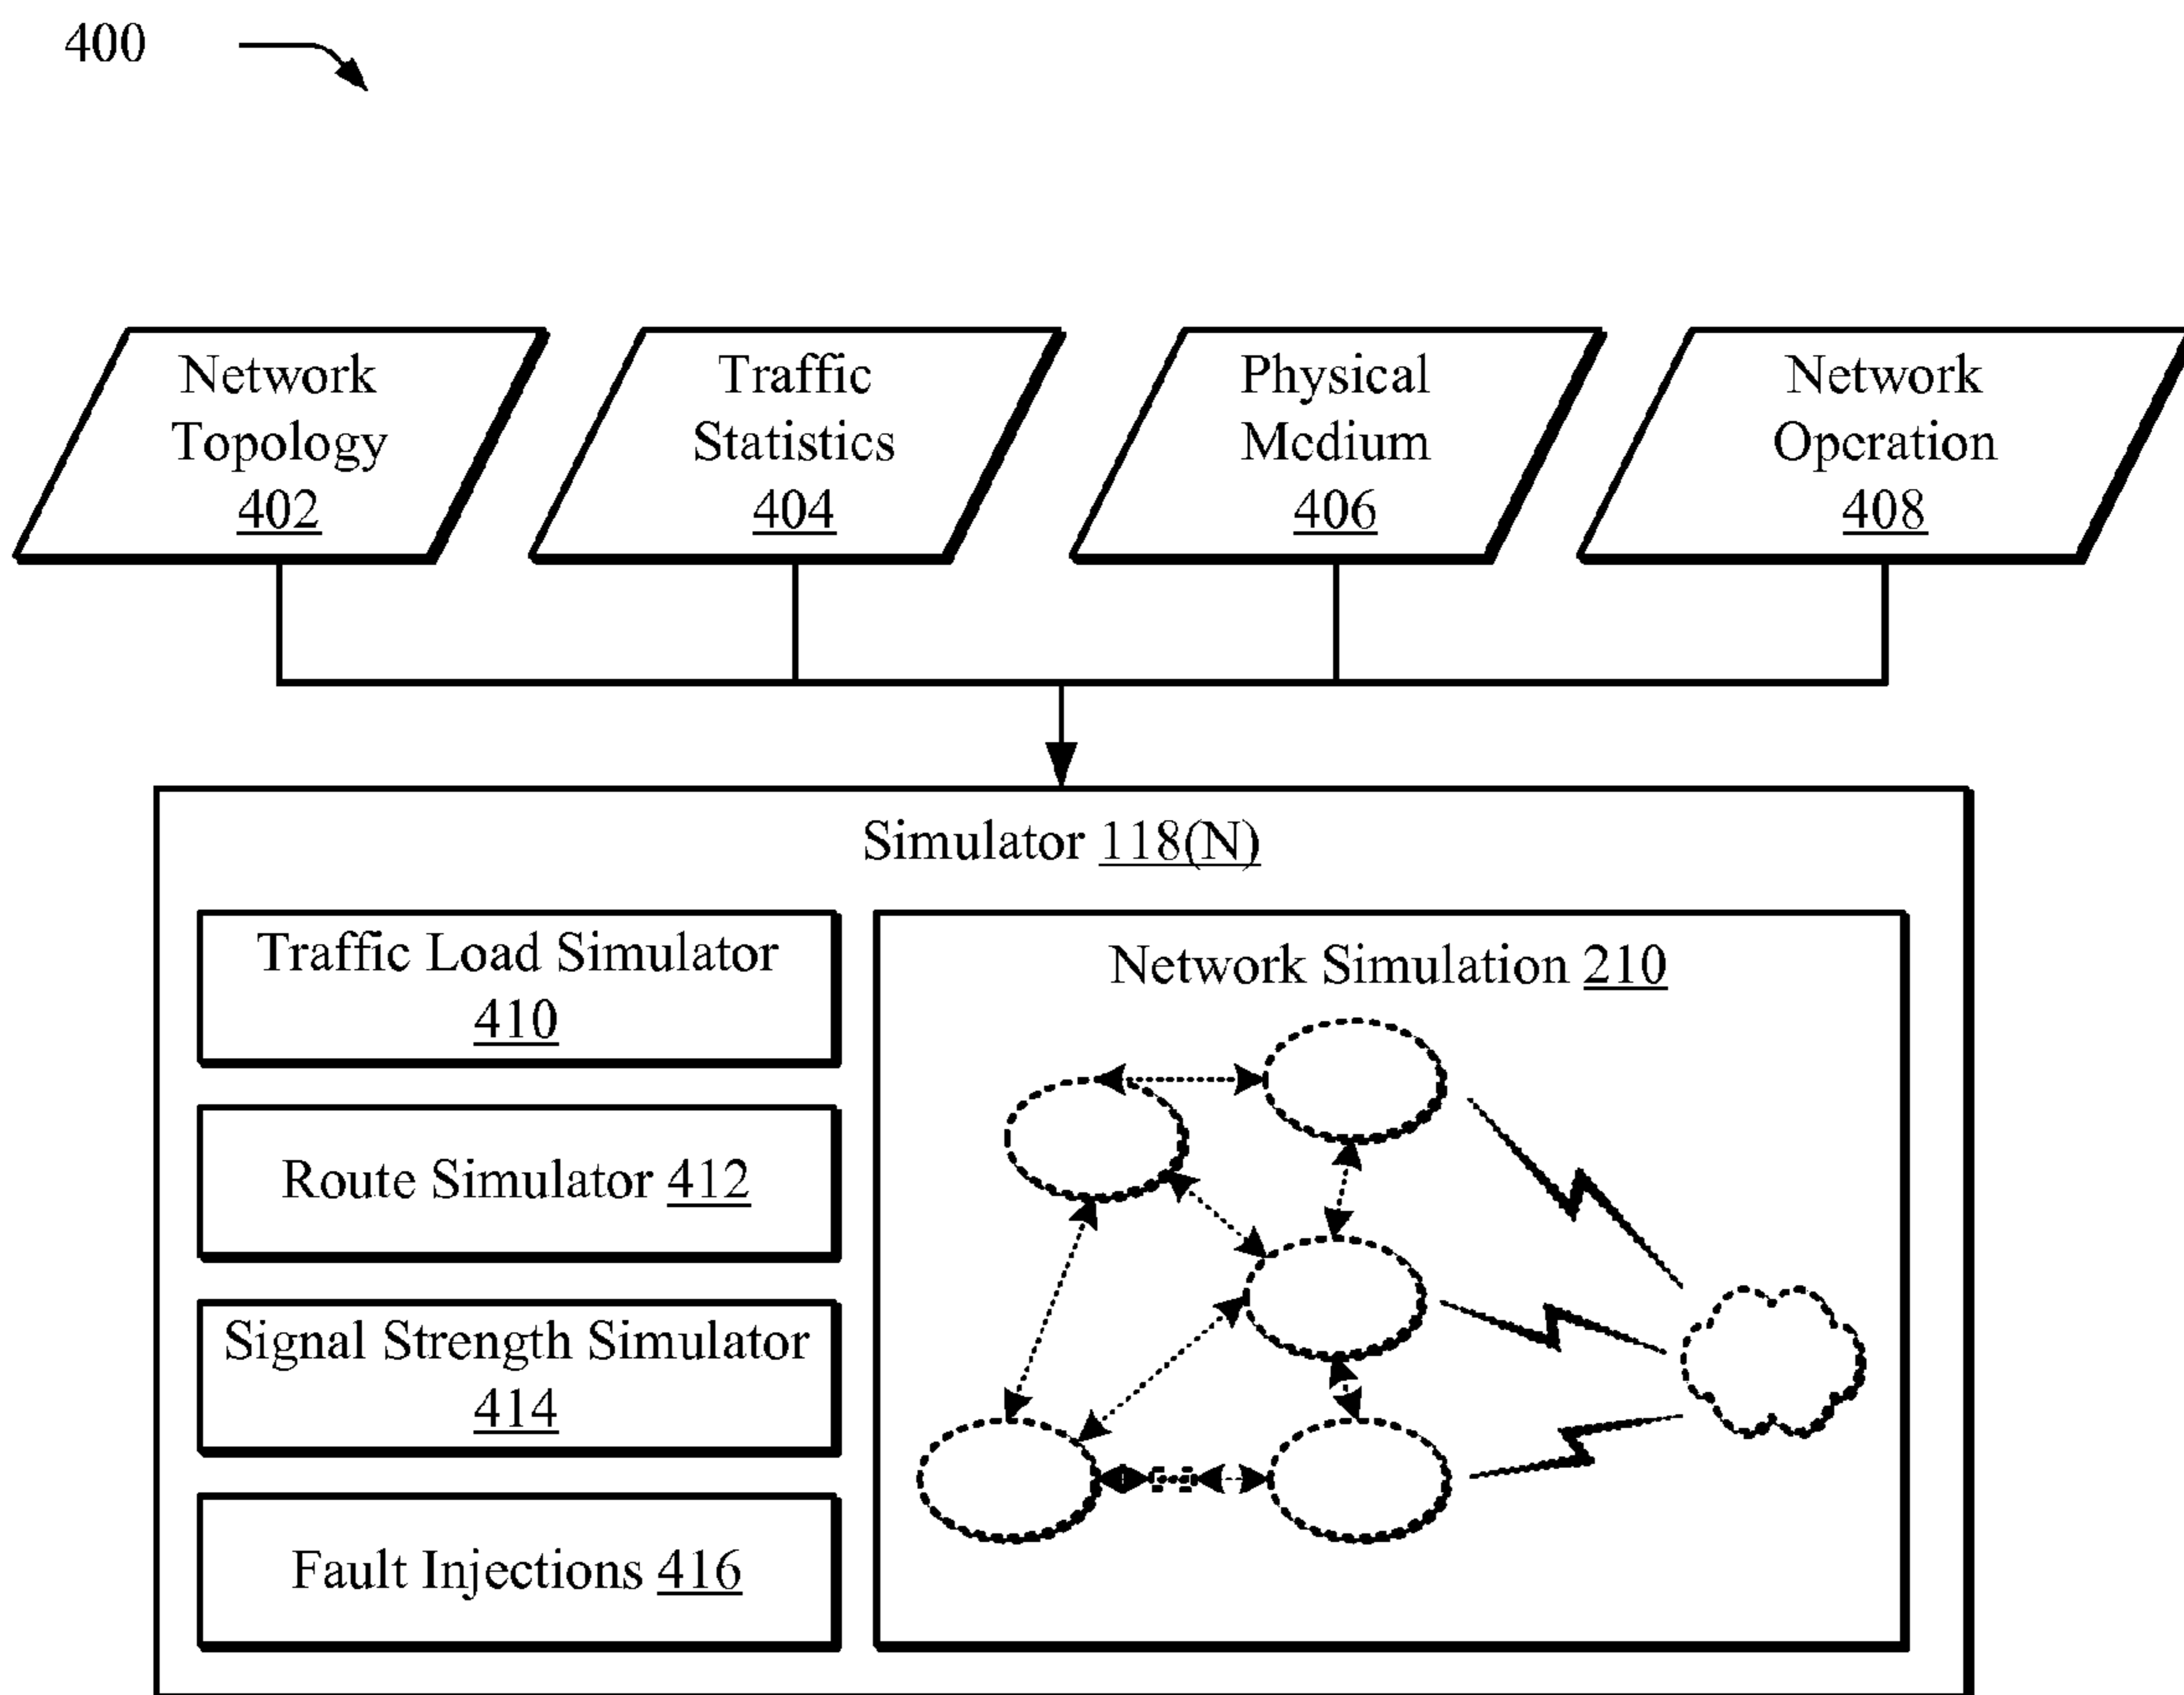 400
Network
Topology
402
Traffic
Statistics
404
Physical
Medium
406
Network
Operation
408
Simulator 118(N)
Traffic Load Simulator
410
Route Simulator 412
Signal Strength Simulator
414
Fault Injections 416
Network Simulation 210